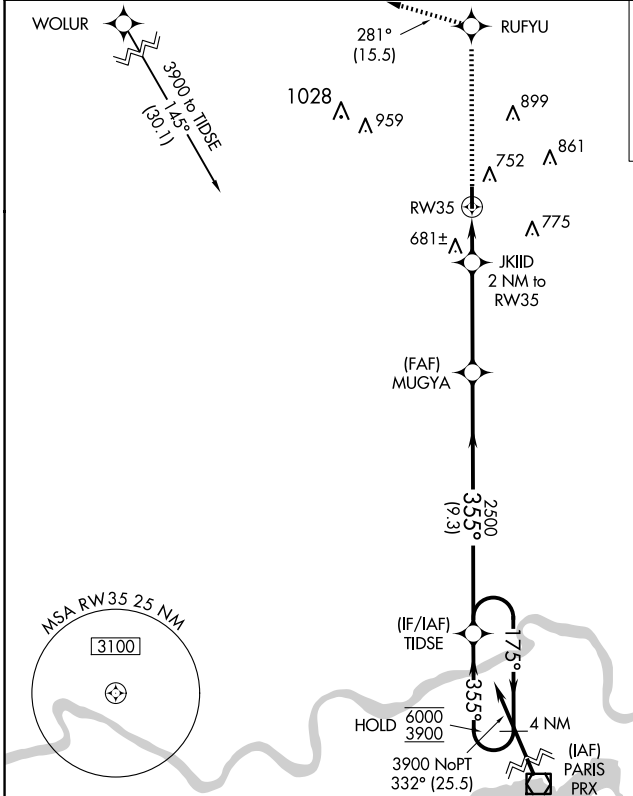 WOLUR
3900 to TIDSE
145°
(30.1)
281°
(15.5)
RUFYU
1028
959
899
752
861
RW35
775
681±
JKIID
2 NM to
RW35
(FAF)
MUGYA
2500
355°
(9.3)
MSA RW35 25 NM
3100
(IF/IAF)
TIDSE
175°
355°
HOLD
6000
3900
4 NM
3900 NoPT
332° (25.5)
(IAF)
PARIS
PRX